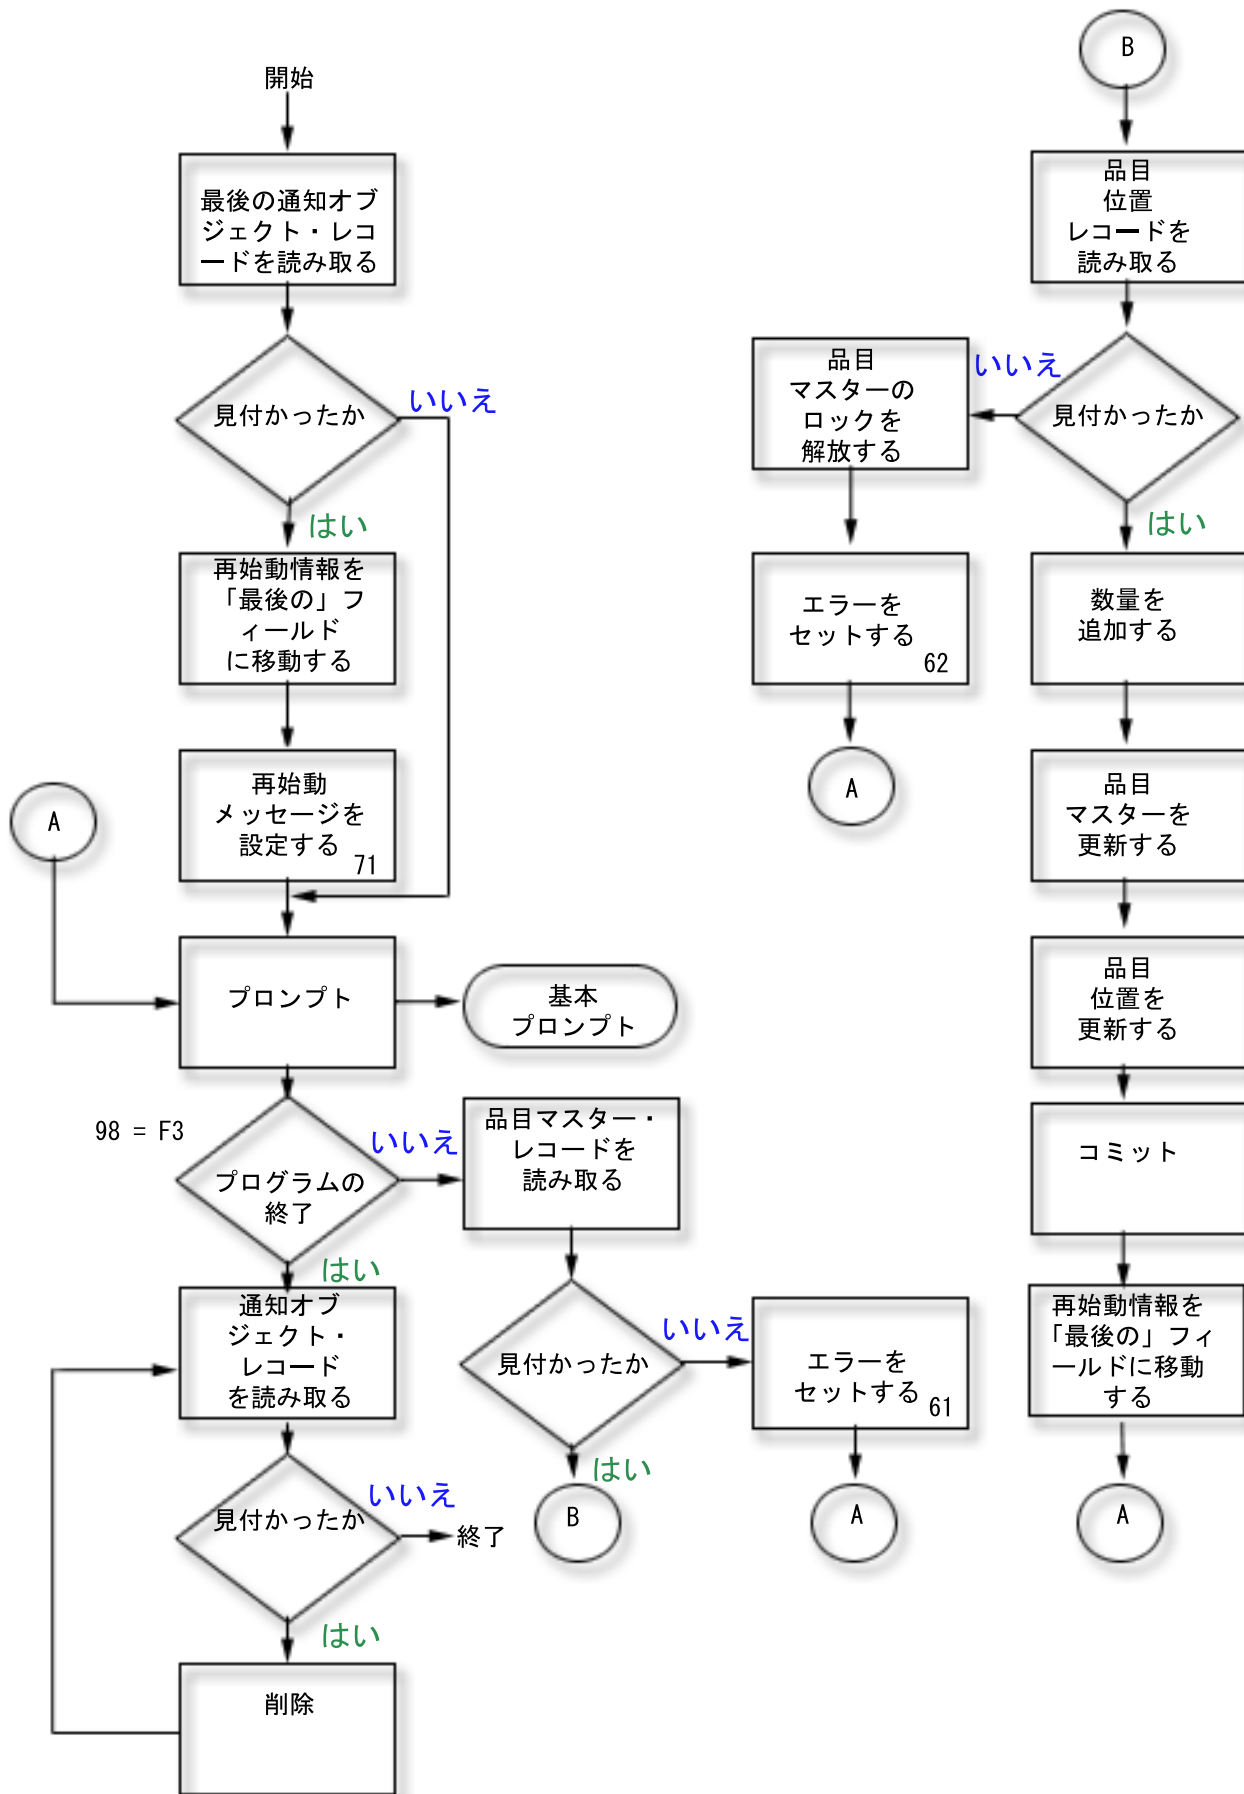 開始
最後の通知オブ
ジェクト・レコ
ードを読み取る
見付かったか
いいえ
はい
再始動情報を
「最後の」フ
ィールド
に移動する
再始動
メッセージを
設定する
71
A
プロンプト
基本
プロンプト
98 = F3
プログラムの
終了
いいえ
はい
品目マスター・
レコードを
読み取る
通知オブ
ジェクト・
レコード
を読み取る
見付かったか
いいえ
はい
エラーを
セットする
61
B
A
見付かったか
いいえ
終了
はい
削除
B
品目
位置
レコードを
読み取る
見付かったか
いいえ
はい
品目
マスターの
ロックを
解放する
エラーを
セットする
62
A
数量を
追加する
品目
マスターを
更新する
品目
位置を
更新する
コミット
再始動情報を
「最後の」フィ
ールドに移動
する
A